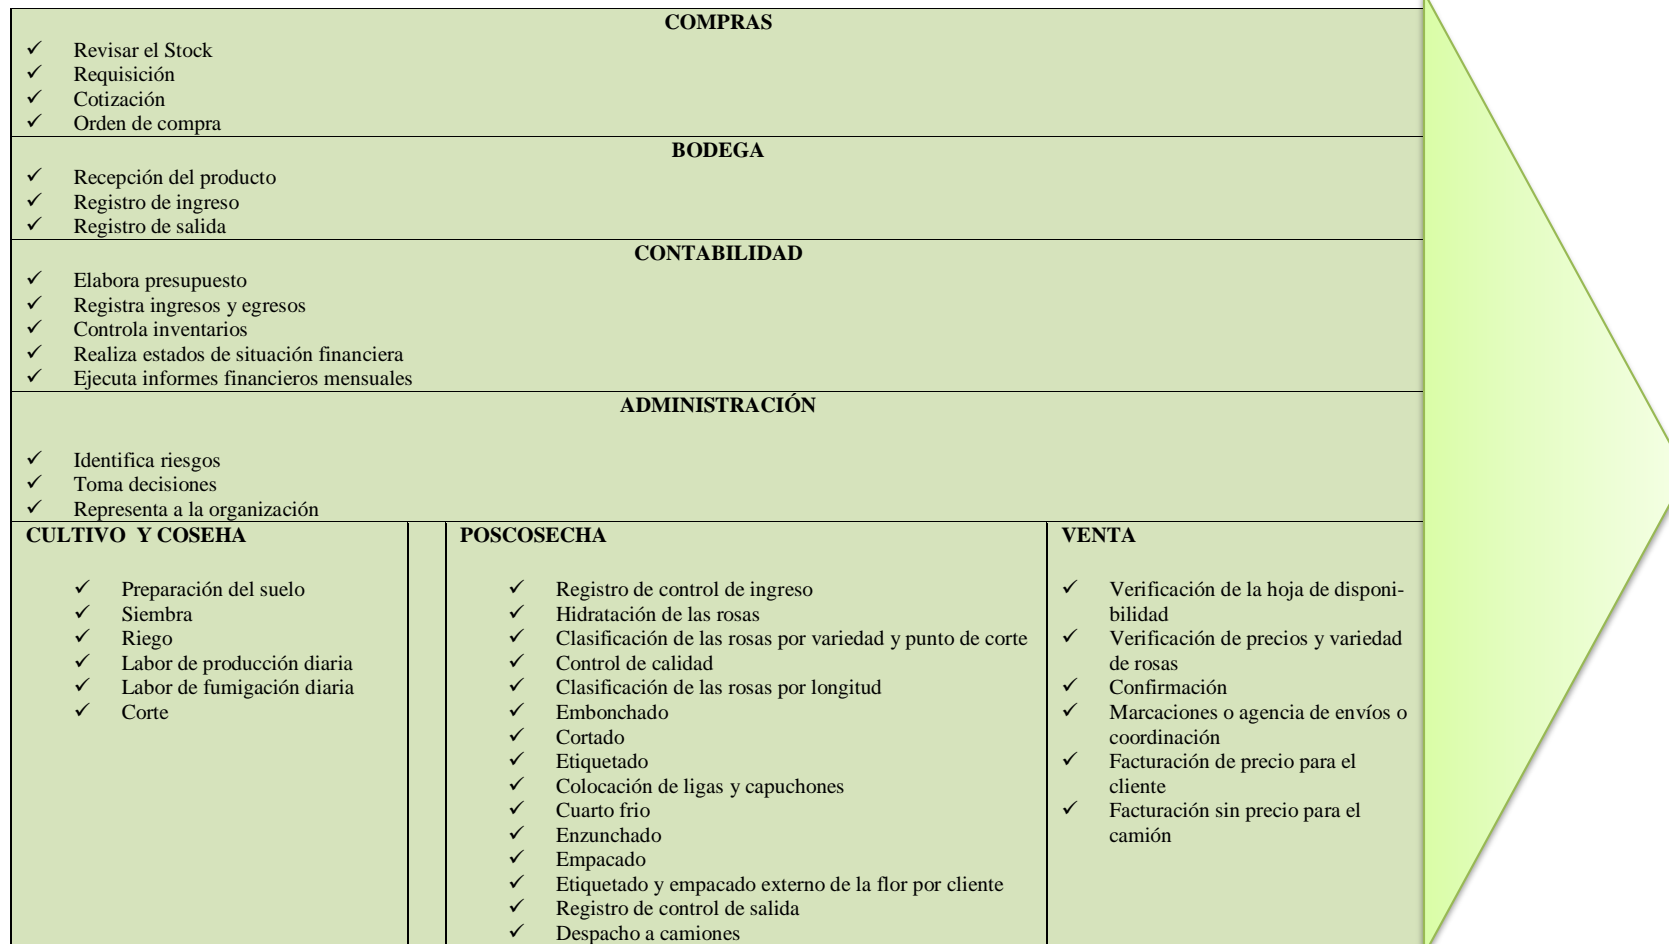 COMPRAS
✓ Revisar el Stock
✓ Requisición
✓ Cotización
✓ Orden de compra
BODEGA
✓ Recepción del producto
✓ Registro de ingreso
✓ Registro de salida
CONTABILIDAD
✓ Elabora presupuesto
✓ Registra ingresos y egresos
✓ Controla inventarios
✓ Realiza estados de situación financiera
✓ Ejecuta informes financieros mensuales
ADMINISTRACIÓN
✓ Identifica riesgos
✓ Toma decisiones
✓ Representa a la organización
CULTIVO Y COSEHA
✓ Preparación del suelo
✓ Siembra
✓ Riego
✓ Labor de producción diaria
✓ Labor de fumigación diaria
✓ Corte
POSCOSECHA
✓ Registro de control de ingreso
✓ Hidratación de las rosas
✓ Clasificación de las rosas por variedad y punto de corte
✓ Control de calidad
✓ Clasificación de las rosas por longitud
✓ Embonchado
✓ Cortado
✓ Etiquetado
✓ Colocación de ligas y capuchones
✓ Cuarto frio
✓ Enzunchado
✓ Empacado
✓ Etiquetado y empacado externo de la flor por cliente
✓ Registro de control de salida
✓ Despacho a camiones
VENTA
✓ Verificación de la hoja de disponi-
bilidad
✓ Verificación de precios y variedad
de rosas
✓ Confirmación
✓ Marcaciones o agencia de envíos o
coordinación
✓ Facturación de precio para el
cliente
✓ Facturación sin precio para el
camión